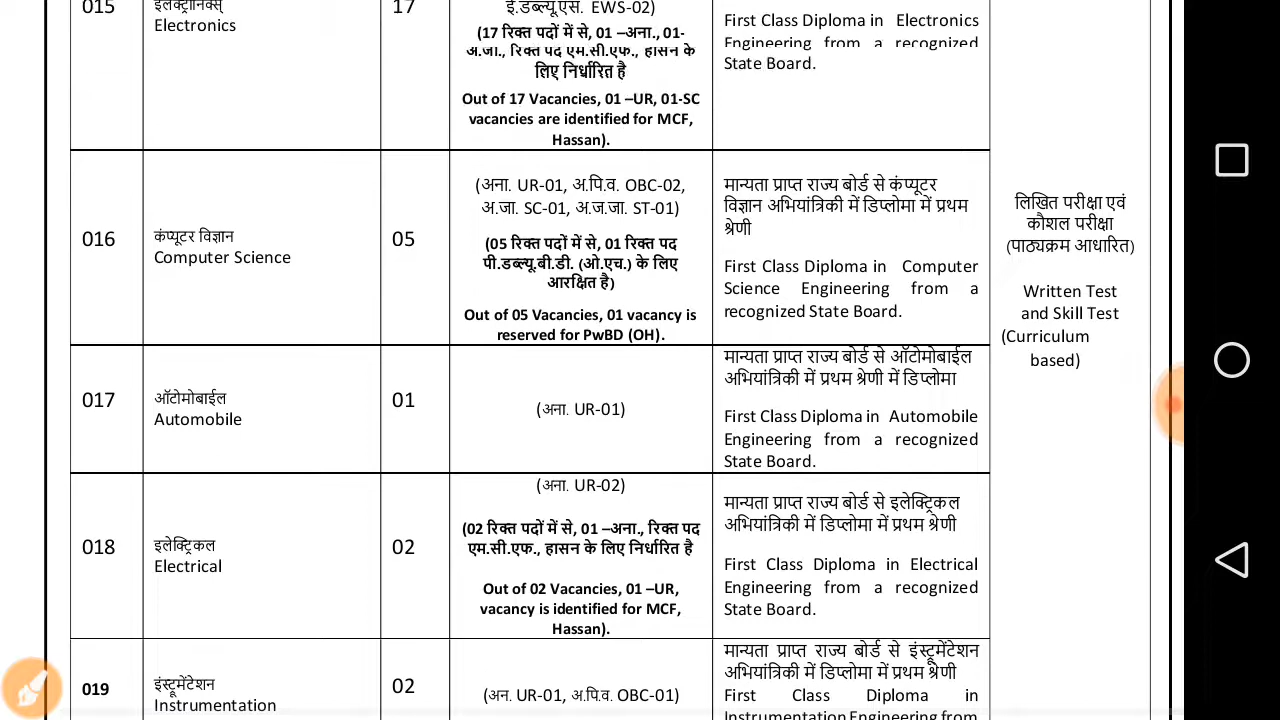 015
इलेक्ट्रॉनिक्स
Electronics
17
ई.डब्ल्यू.एस. EWS-02)
(17 रिक्त पदों में से, 01 –अना., 01-
अ.जा., रिक्त पद एम.सी.एफ., हासन के
लिए निर्धारित है
Out of 17 Vacancies, 01 –UR, 01-SC
vacancies are identified for MCF,
Hassan).
First Class Diploma in Electronics
Engineering from a recognized
State Board.
016
कंप्यूटर विज्ञान
Computer Science
05
(अना. UR-01, अ.पि.व. OBC-02,
अ.जा. SC-01, अ.ज.जा. ST-01)
(05 रिक्त पदों में से, 01 रिक्त पद
पी.डब्ल्यू.बी.डी. (ओ.एच.) के लिए
आरक्षित है)
Out of 05 Vacancies, 01 vacancy is
reserved for PwBD (OH).
मान्यता प्राप्त राज्य बोर्ड से कंप्यूटर
विज्ञान अभियांत्रिकी में डिप्लोमा में प्रथम
श्रेणी
First Class Diploma in Computer
Science Engineering from a
recognized State Board.
लिखित परीक्षा एवं
कौशल परीक्षा
(पाठ्यक्रम आधारित)
Written Test
and Skill Test
(Curriculum
based)
017
ऑटोमोबाईल
Automobile
01
(अना. UR-01)
मान्यता प्राप्त राज्य बोर्ड से ऑटोमोबाईल
अभियांत्रिकी में प्रथम श्रेणी में डिप्लोमा
First Class Diploma in Automobile
Engineering from a recognized
State Board.
018
इलेक्ट्रिकल
Electrical
02
(अना. UR-02)
(02 रिक्त पदों में से, 01 –अना., रिक्त पद
एम.सी.एफ., हासन के लिए निर्धारित है
Out of 02 Vacancies, 01 –UR,
vacancy is identified for MCF,
Hassan).
मान्यता प्राप्त राज्य बोर्ड से इलेक्ट्रिकल
अभियांत्रिकी में डिप्लोमा में प्रथम श्रेणी
First Class Diploma in Electrical
Engineering from a recognized
State Board.
019
इंस्ट्रूमेंटेशन
Instrumentation
02
(अन. UR-01, अ.पि.व. OBC-01)
मान्यता प्राप्त राज्य बोर्ड से इंस्ट्रूमेंटेशन
अभियांत्रिकी में डिप्लोमा में प्रथम श्रेणी
First Class Diploma in
Instrumentation Engineering from